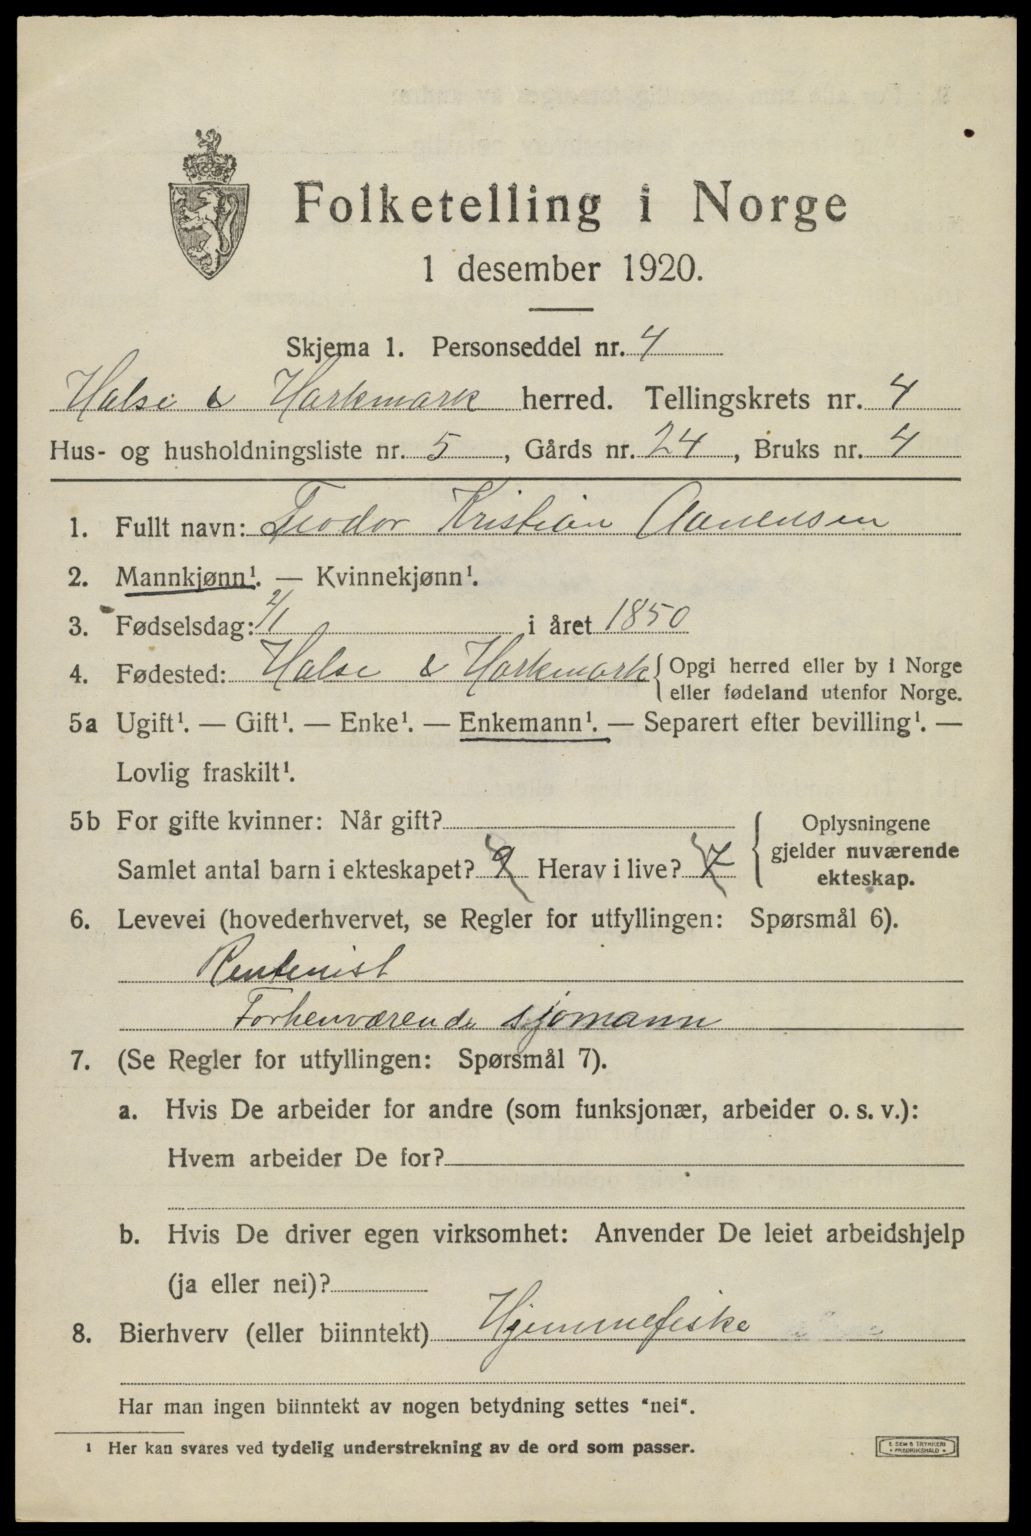 Folketelling i Norge
1 desember 1920.
Skjema 1. Personseddel nr. 4
Halse & Harkmark herred. Tellingskrets nr. 4
Hus- og husholdningsliste nr. 5, Gårds nr. 24, Bruks nr. 4
1. Fullt navn: Teodor Kristian Aanensen
2. Mannkjønn¹. — Kvinnekjønn¹.
3. Fødselsdag: 2/1 i året 1850
4. Fødested: Halse & Harkmark { Opgi herred eller by i Norge
eller fødeland utenfor Norge.
5a Ugift¹. — Gift¹. — Enke¹. — Enkemann¹. — Separert efter bevilling¹. —
Lovlig fraskilt¹.
5b For gifte kvinner: Når gift?
Samlet antal barn i ekteskapet? 9 Herav i live? 7
{ Oplysningene
gjelder nuværende
ekteskap.
6. Levevei (hovederhvervet, se Regler for utfyllingen: Spørsmål 6).
Rentenist
Forhenværende sjømann
7. (Se Regler for utfyllingen: Spørsmål 7).
a. Hvis De arbeider for andre (som funksjonær, arbeider o. s. v.):
Hvem arbeider De for?
b. Hvis De driver egen virksomhet: Anvender De leiet arbeidshjelp
(ja eller nei)?
8. Bierhverv (eller biinntekt) Hjemmefiske
Har man ingen biinntekt av nogen betydning settes "nei".
¹ Her kan svares ved tydelig understrekning av de ord som passer.
E. SEM'S TRYKKERI
• FREDRIKSHALD •